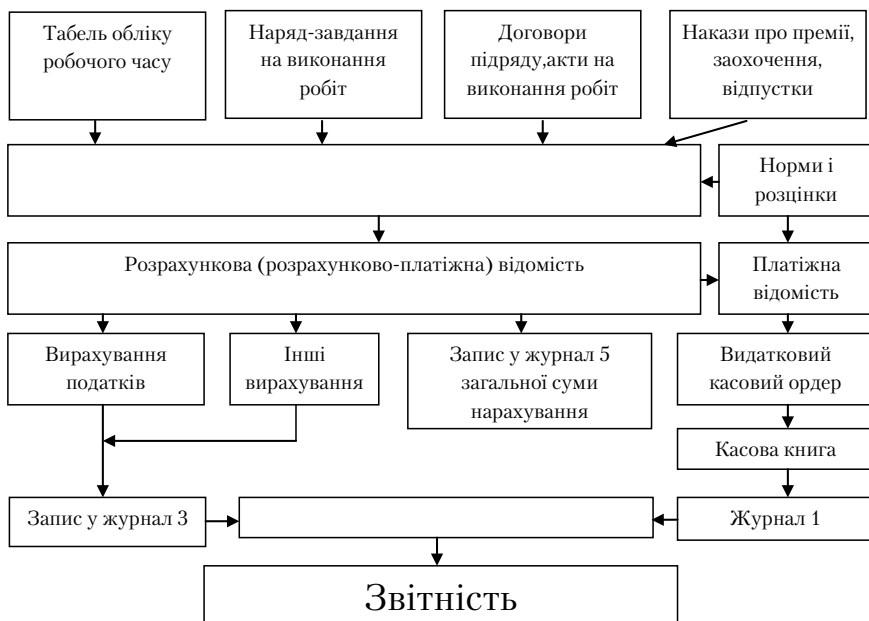 Табель обліку
робочого часу
Наряд-завдання
на виконання
робіт
Договори
підряду,акти на
виконання робіт
Накази про премії,
заохочення,
відпустки
Норми і
розцінки
Розрахункова (розрахунково-платіжна) відомість
Платіжна
відомість
Вирахування
податків
Інші
вирахування
Запис у журнал 5
загальної суми
нарахування
Видатковий
касовий ордер
Касова книга
Запис у журнал 3
Журнал 1
Звітність